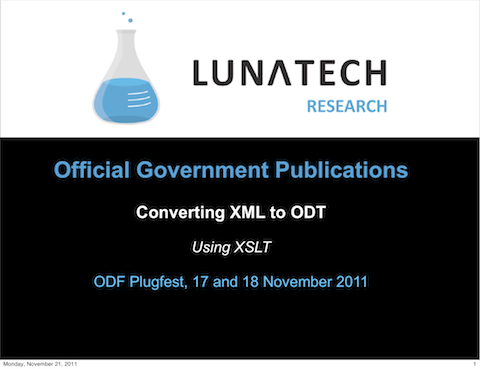 LUNATECH
RESEARCH
Official Government Publications
Converting XML to ODT
Using XSLT
ODF Plugfest, 17 and 18 November 2011
Monday, November 21, 2011
1